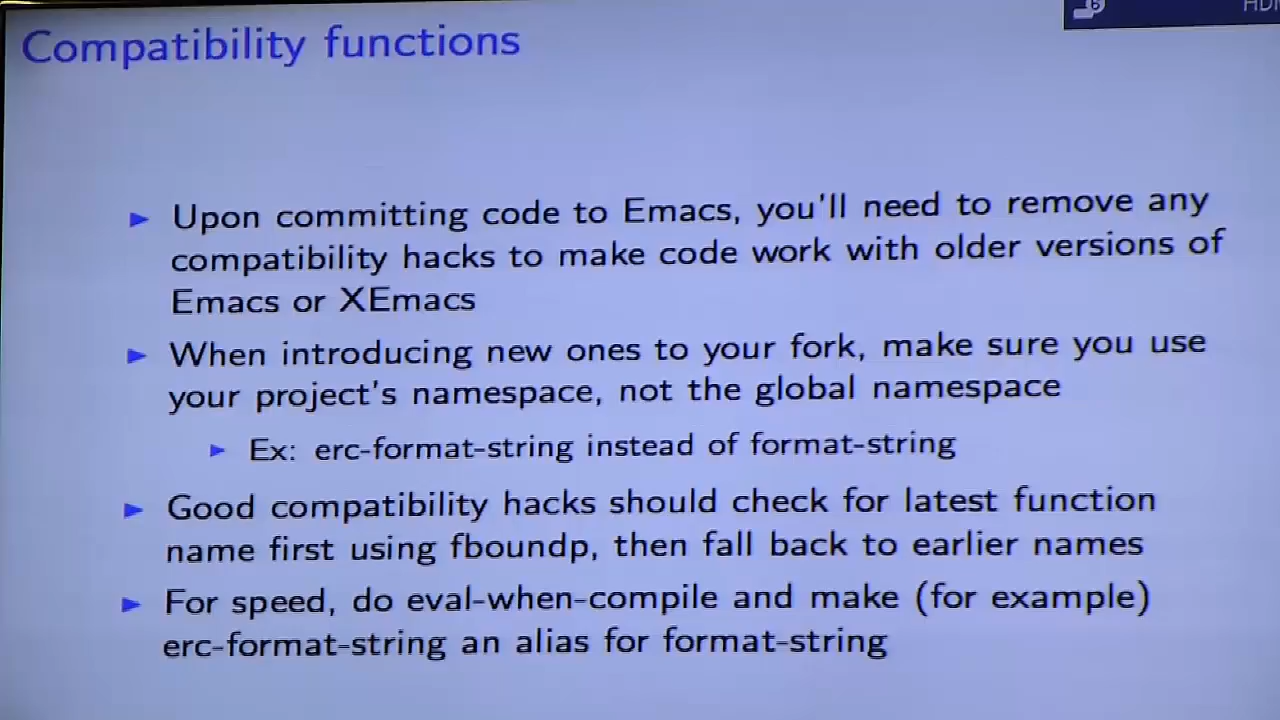 Compatibility functions
Upon committing code to Emacs, you'll need to remove any
compatibility hacks to make code work with older versions of
Emacs or XEmacs
When introducing new ones to your fork, make sure you use
your project's namespace, not the global namespace
Ex: erc-format-string instead of format-string
Good compatibility hacks should check for latest function
name first using fboundp, then fall back to earlier names
For speed, do eval-when-compile and make (for example)
erc-format-string an alias for format-string